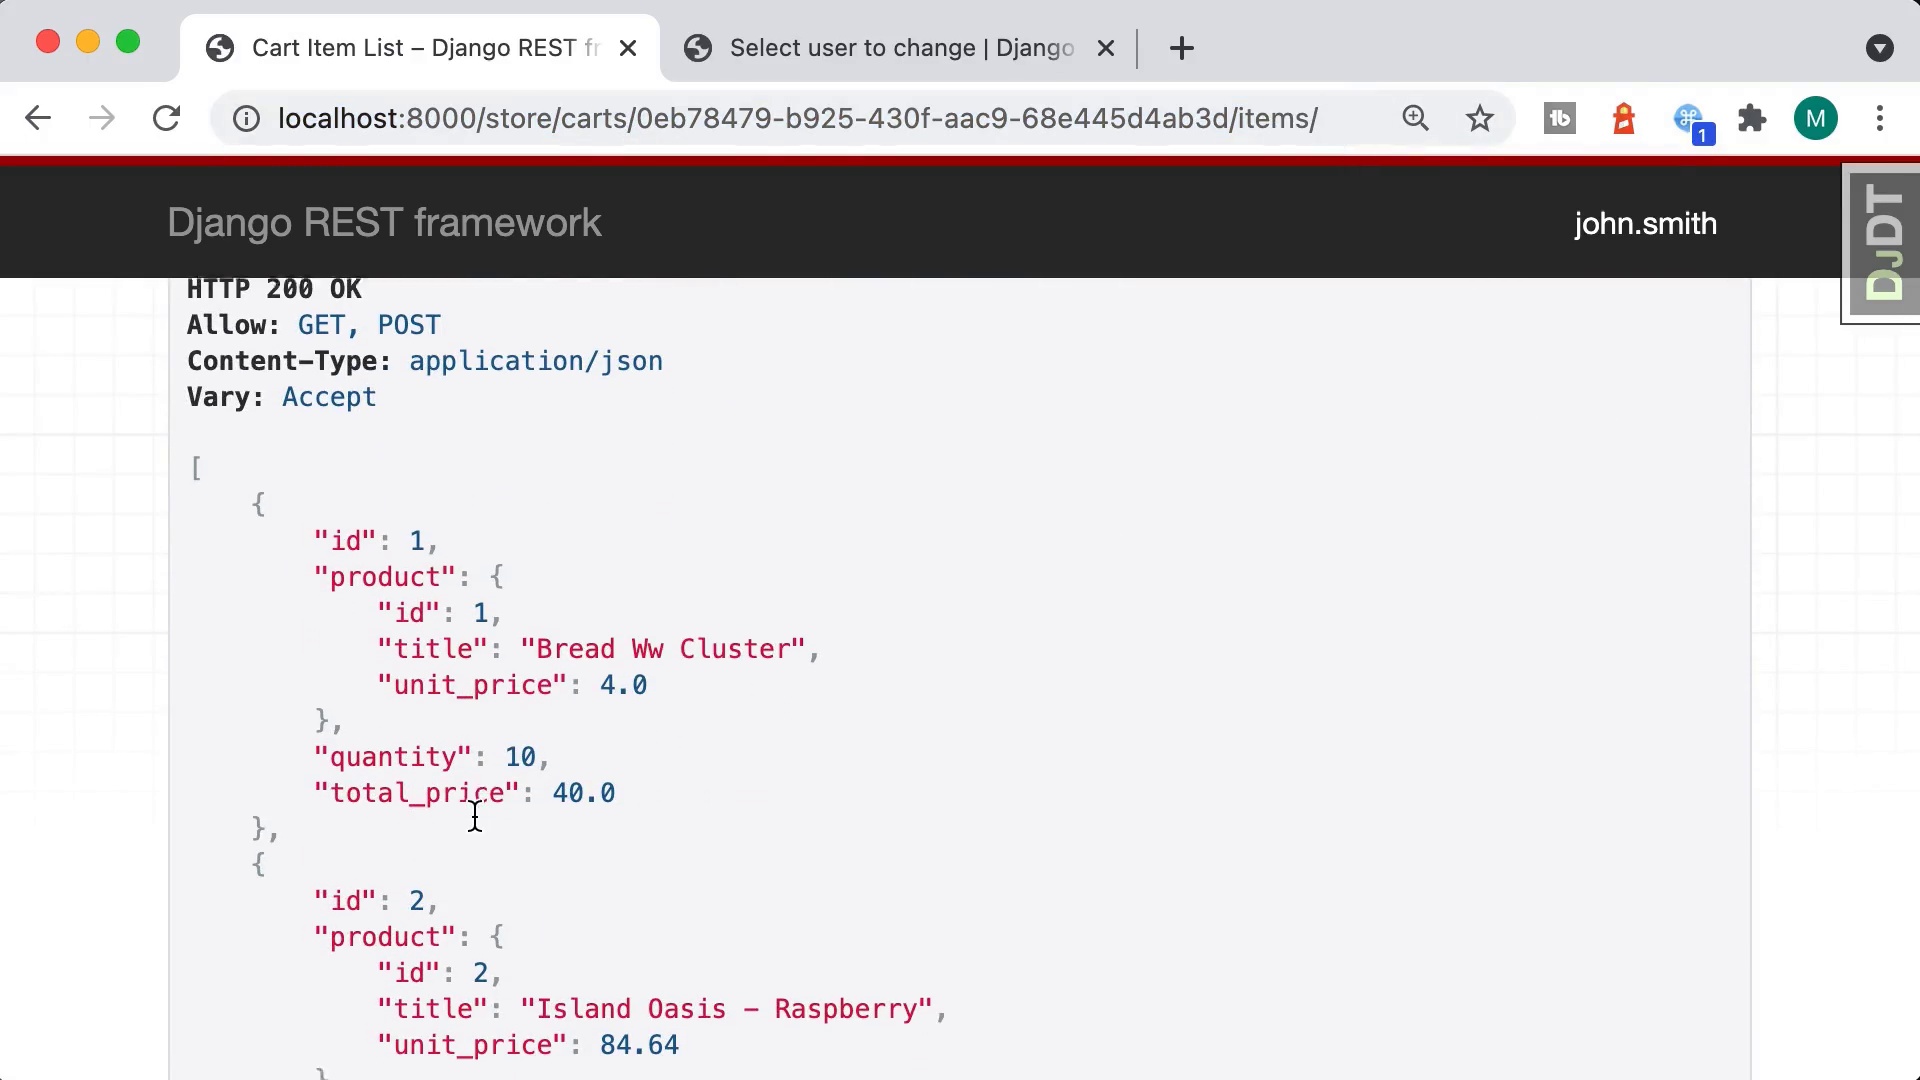 Cart Item List – Django REST fr
Select user to change | Django
localhost:8000/store/carts/0eb78479-b925-430f-aac9-68e445d4ab3d/items/
tb
1
M
Django REST framework
john.smith
DJDT
HTTP 200 OK
Allow: GET, POST
Content-Type: application/json
Vary: Accept
[
{
"id": 1,
"product": {
"id": 1,
"title": "Bread Ww Cluster",
"unit_price": 4.0
},
"quantity": 10,
"total_price": 40.0
},
{
"id": 2,
"product": {
"id": 2,
"title": "Island Oasis - Raspberry",
"unit_price": 84.64
}